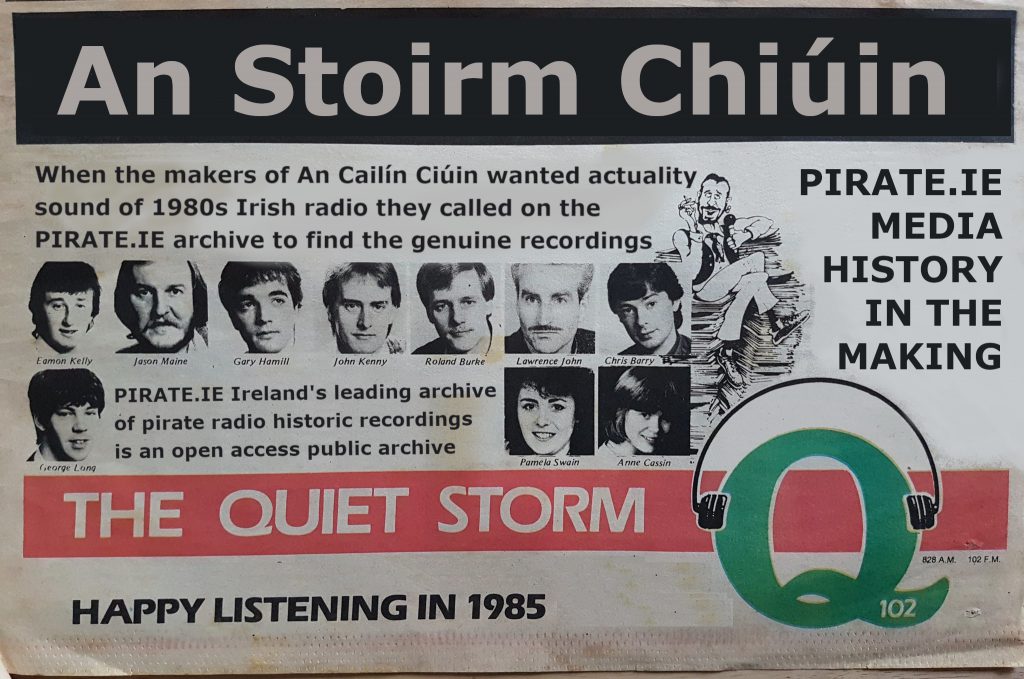 An Stoirm Chiúin
When the makers of An Cailín Ciúin wanted actuality
sound of 1980s Irish radio they called on the
PIRATE.IE archive to find the genuine recordings
PIRATE.IE
MEDIA
HISTORY
IN THE
MAKING
Eamon Kelly
Jason Maine
Gary Hamill
John Kenny
Roland Burke
Lawrence John
Chris Barry
PIRATE.IE Ireland's leading archive
of pirate radio historic recordings
is an open access public archive
George Long
Pamela Swain
Anne Cassin
THE QUIET STORM
Q
828 A.M. 102 F.M.
102
HAPPY LISTENING IN 1985